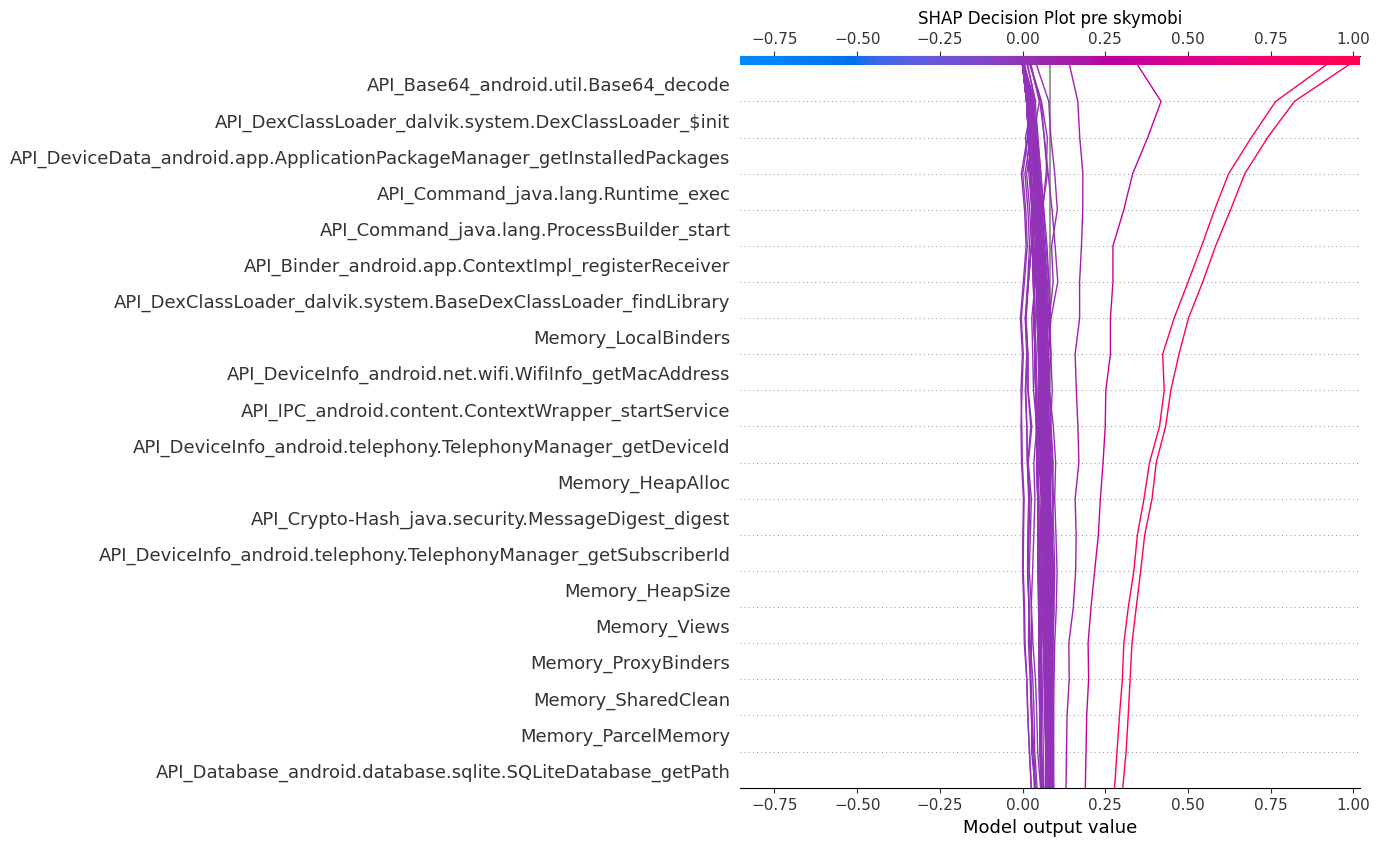 SHAP Decision Plot pre skymobi
−0.75 −0.50 −0.25 0.00 0.25 0.50 0.75 1.00
API_Base64_android.util.Base64_decode
API_DexClassLoader_dalvik.system.DexClassLoader_$init
API_DeviceData_android.app.ApplicationPackageManager_getInstalledPackages
API_Command_java.lang.Runtime_exec
API_Command_java.lang.ProcessBuilder_start
API_Binder_android.app.ContextImpl_registerReceiver
API_DexClassLoader_dalvik.system.BaseDexClassLoader_findLibrary
Memory_LocalBinders
API_DeviceInfo_android.net.wifi.WifiInfo_getMacAddress
API_IPC_android.content.ContextWrapper_startService
API_DeviceInfo_android.telephony.TelephonyManager_getDeviceId
Memory_HeapAlloc
API_Crypto-Hash_java.security.MessageDigest_digest
API_DeviceInfo_android.telephony.TelephonyManager_getSubscriberId
Memory_HeapSize
Memory_Views
Memory_ProxyBinders
Memory_SharedClean
Memory_ParcelMemory
API_Database_android.database.sqlite.SQLiteDatabase_getPath
−0.75 −0.50 −0.25 0.00 0.25 0.50 0.75 1.00
Model output value